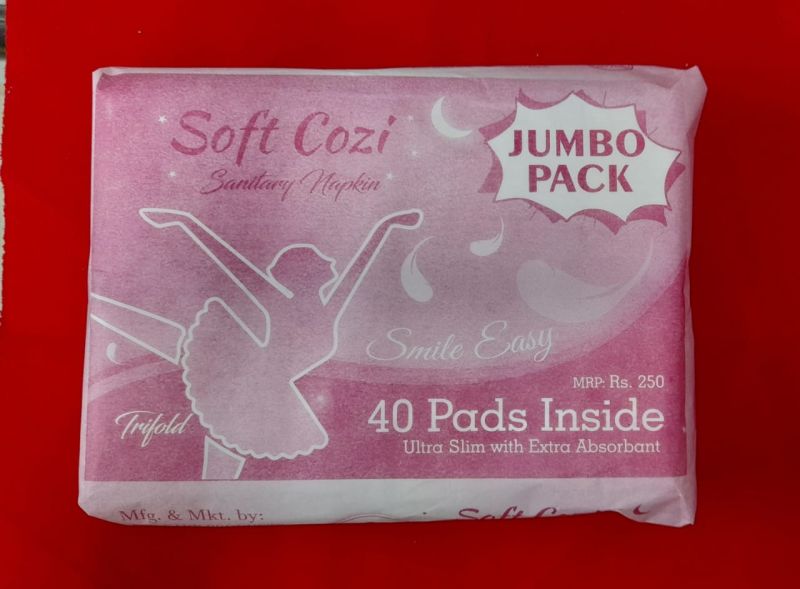 Soft Cozi
Sanitary Napkin
JUMBO
PACK
Smile Easy
MRP: Rs. 250
40 Pads Inside
Ultra Slim with Extra Absorbant
Trifold
Mfg. & Mkt. by: